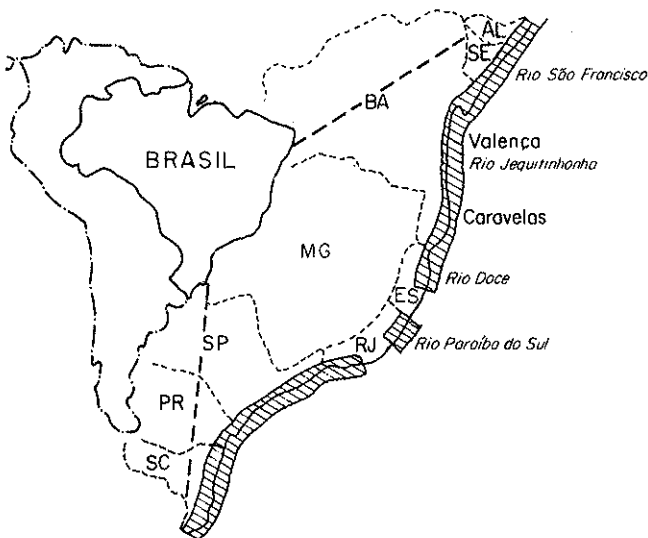 AL
SE
Rio São Francisco
BA
Valença
Rio Jequitinhonha
BRASIL
Caravelas
MG
Rio Doce
ES
SP
RJ
Rio Paraíba do Sul
PR
SC